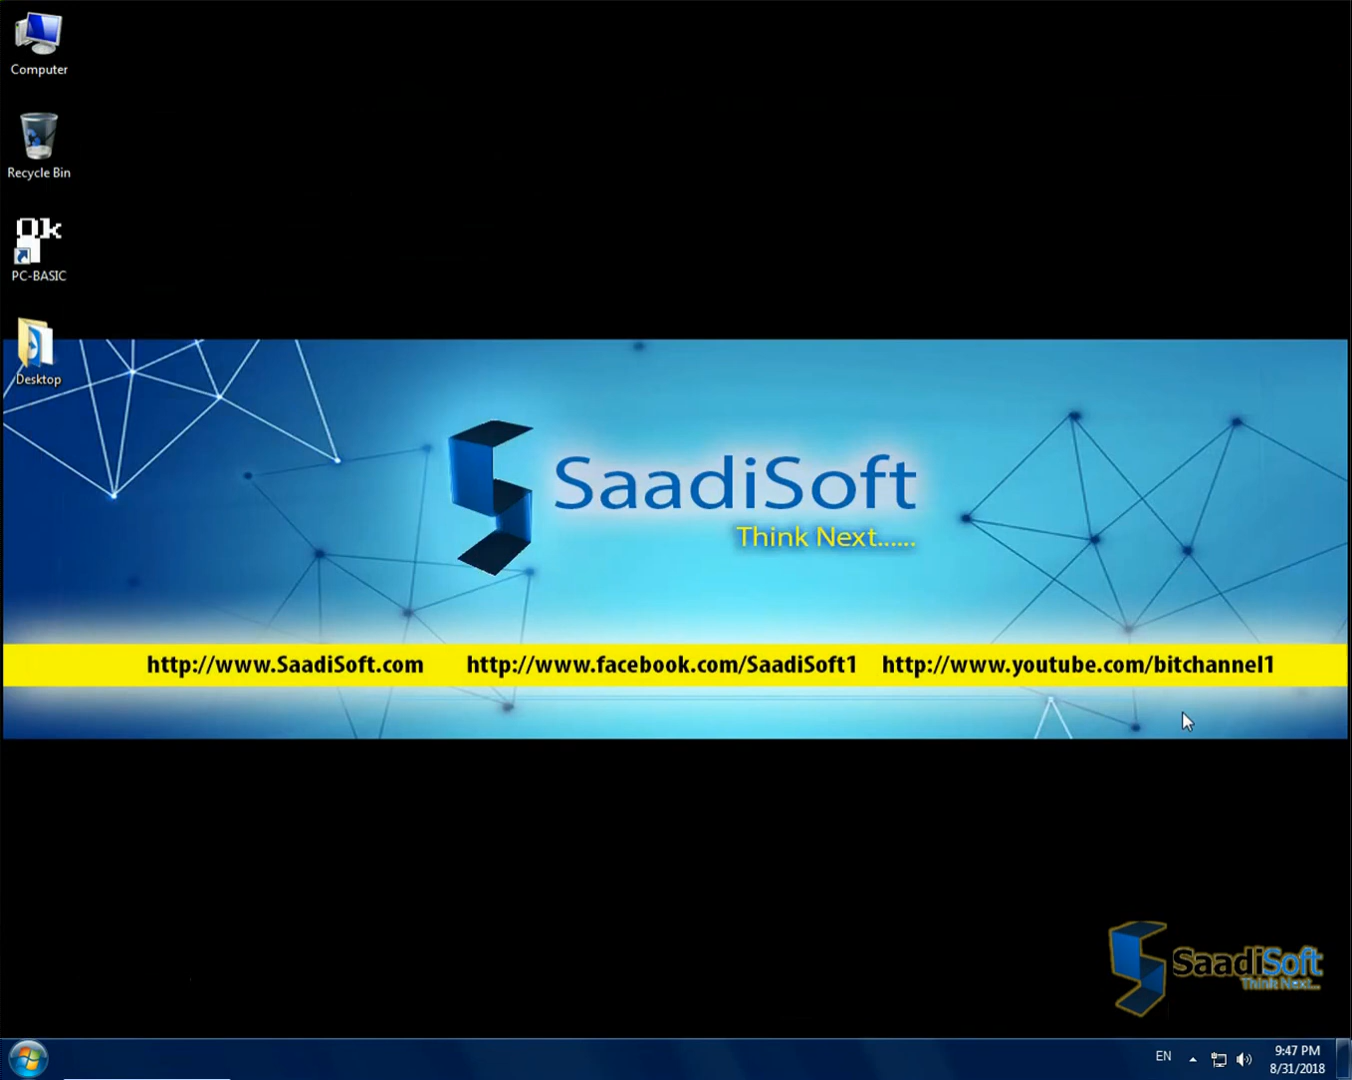 Computer
Recycle Bin
Ok
PC-BASIC
Desktop
SaadiSoft
Think Next......
http://www.SaadiSoft.com http://www.facebook.com/SaadiSoft1 http://www.youtube.com/bitchannel1
SaadiSoft
Think Next...
EN
9:47 PM
8/31/2018